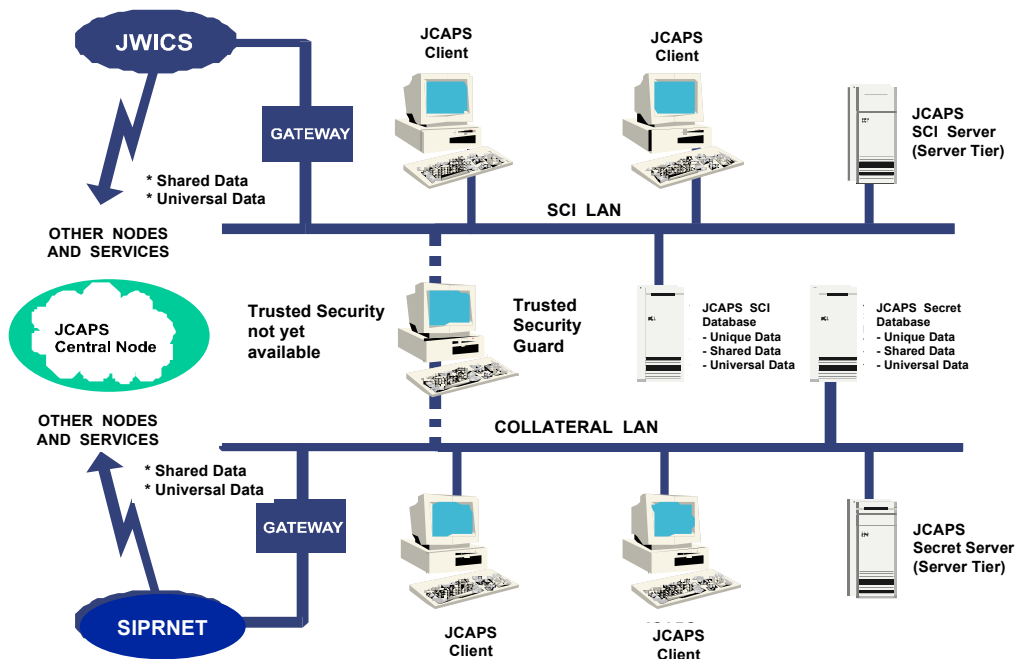 JWICS
JCAPS
Client
JCAPS
Client
GATEWAY
JCAPS
SCI Server
(Server Tier)
* Shared Data
* Universal Data
SCI LAN
OTHER NODES
AND SERVICES
JCAPS
Central Node
Trusted Security
not yet
available
Trusted
Security
Guard
JCAPS SCI
Database
- Unique Data
- Shared Data
- Universal Data
JCAPS Secret
Database
- Unique Data
- Shared Data
- Universal Data
OTHER NODES
AND SERVICES
COLLATERAL LAN
* Shared Data
* Universal Data
GATEWAY
JCAPS
Secret Server
(Server Tier)
SIPRNET
JCAPS
Client
JCAPS
Client